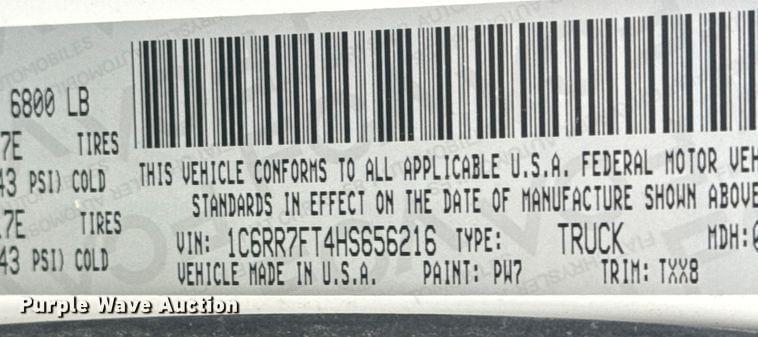 6800 LB
7E TIRES
43 PSI) COLD
7E TIRES
43 PSI) COLD
THIS VEHICLE CONFORMS TO ALL APPLICABLE U.S.A. FEDERAL MOTOR VEH
STANDARDS IN EFFECT ON THE DATE OF MANUFACTURE SHOWN ABOVE
VIN: 1C6RR7FT4HS656216 TYPE: TRUCK MDH:
VEHICLE MADE IN U.S.A. PAINT: PW7 TRIM: TXX8
Purple Wave Auction